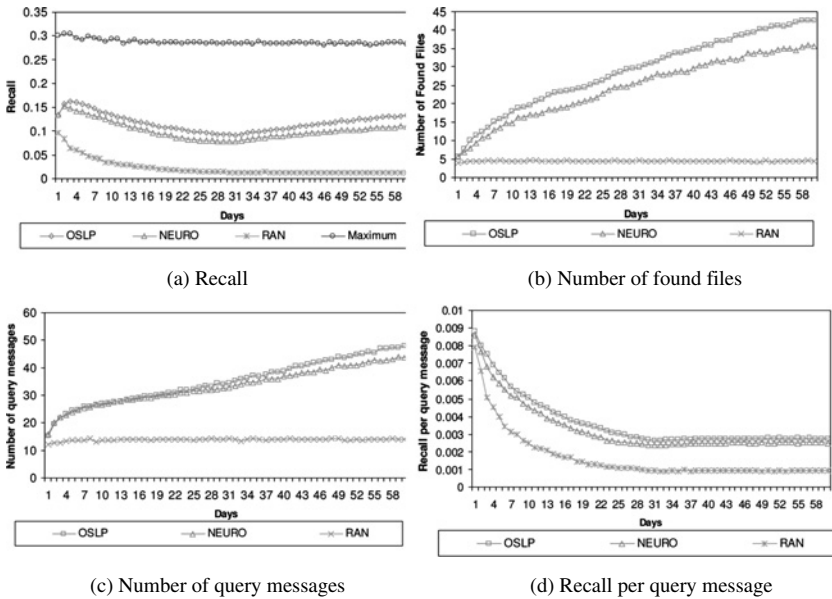 0.35
0.3
0.25
0.2
0.15
0.1
0.05
0
Recall
1 4 7 10 13 16 19 22 25 28 31 34 37 40 43 46 49 52 55 58
Days
OSLP NEURO RAN Maximum
(a) Recall
45
40
35
30
25
20
15
10
5
0
Number of Found Files
1 4 7 10 13 16 19 22 25 28 31 34 37 40 43 46 49 52 55 58
Days
OSLP NEURO RAN
(b) Number of found files
60
50
40
30
20
10
0
Number of query messages
1 4 7 10 13 16 19 22 25 28 31 34 37 40 43 46 49 52 55 58
Days
OSLP NEURO RAN
(c) Number of query messages
0.01
0.009
0.008
0.007
0.006
0.005
0.004
0.003
0.002
0.001
0
Recall per query message
1 4 7 10 13 16 19 22 25 28 31 34 37 40 43 46 49 52 55 58
Days
OSLP NEURO RAN
(d) Recall per query message